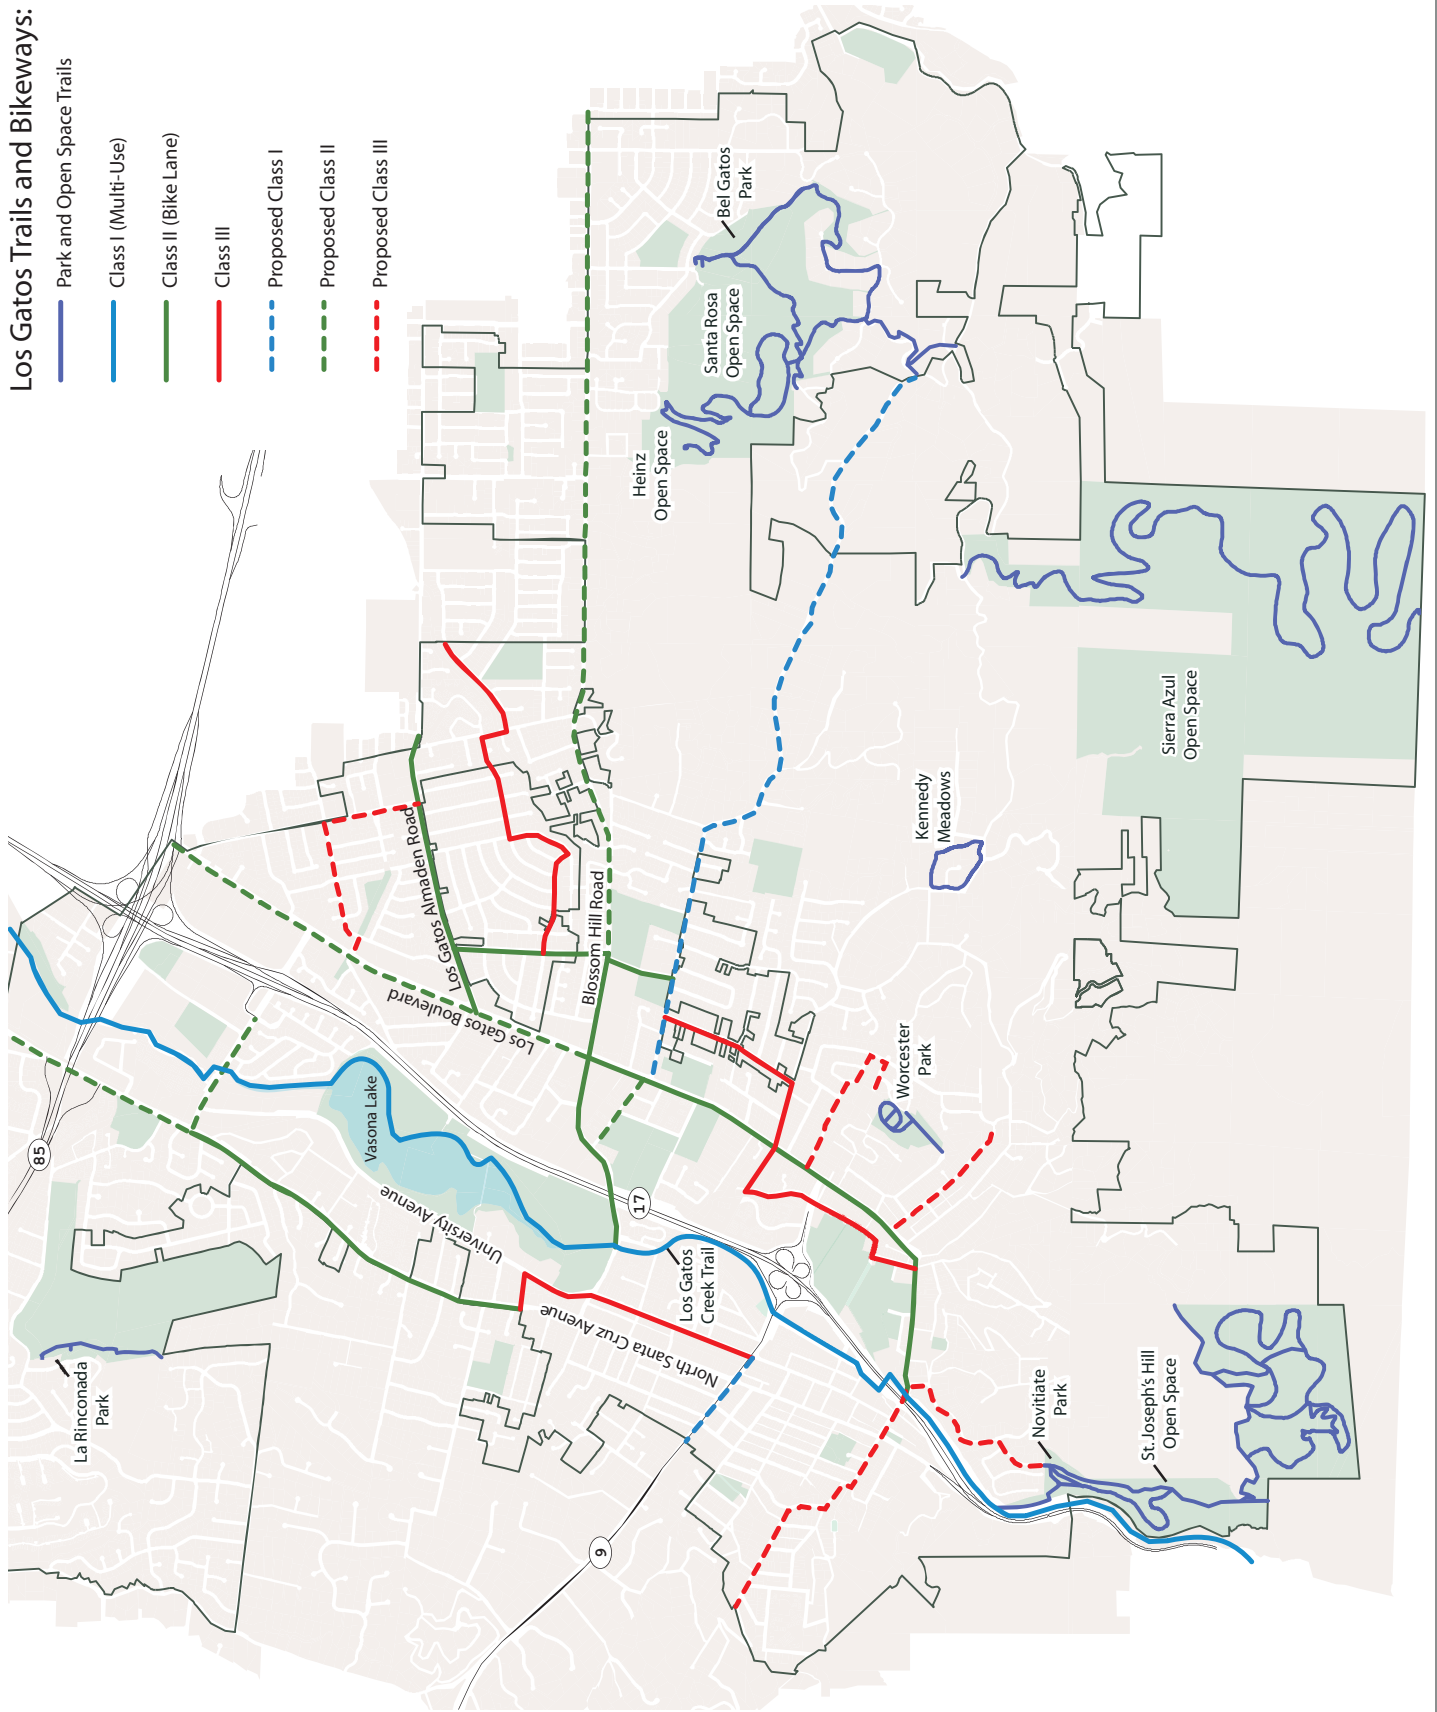 Los Gatos Trails and Bikeways:
Park and Open Space Trails
Class I (Multi-Use)
Class II (Bike Lane)
Class III
Proposed Class I
Proposed Class II
Proposed Class III
85
La Rinconada
Park
Vasona Lake
University Avenue
Los Gatos Boulevard
Los Gatos Almaden Road
Blossom Hill Road
17
North Santa Cruz Avenue
Los Gatos
Creek Trail
9
Heinz
Open Space
Santa Rosa
Open Space
Bel Gatos
Park
Kennedy
Meadows
Worcester
Park
Sierra Azul
Open Space
Novitiate
Park
St. Joseph's Hill
Open Space